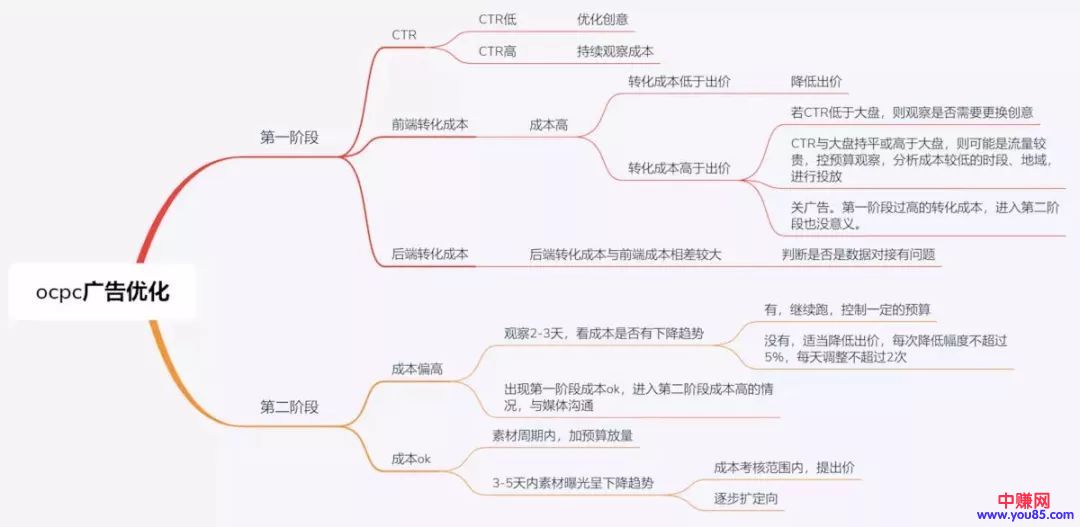 ocpc广告优化
第一阶段
CTR
CTR低
优化创意
CTR高
持续观察成本
前端转化成本
成本高
转化成本低于出价
降低出价
转化成本高于出价
若CTR低于大盘，则观察是否需要更换创意
CTR与大盘持平或高于大盘，则可能是流量较
贵，控预算观察，分析成本较低的时段、地域，
进行投放
关广告。第一阶段过高的转化成本，进入第二阶
段也没意义。
后端转化成本
后端转化成本与前端成本相差较大
判断是否是数据对接有问题
第二阶段
成本偏高
观察2-3天，看成本是否有下降趋势
有，继续跑，控制一定的预算
没有，适当降低出价，每次降低幅度不超过
5%，每天调整不超过2次
出现第一阶段成本ok，进入第二阶段成本高的情
况，与媒体沟通
成本ok
素材周期内，加预算放量
3-5天内素材曝光呈下降趋势
成本考核范围内，提出价
逐步扩定向
中赚网
www.you85.com